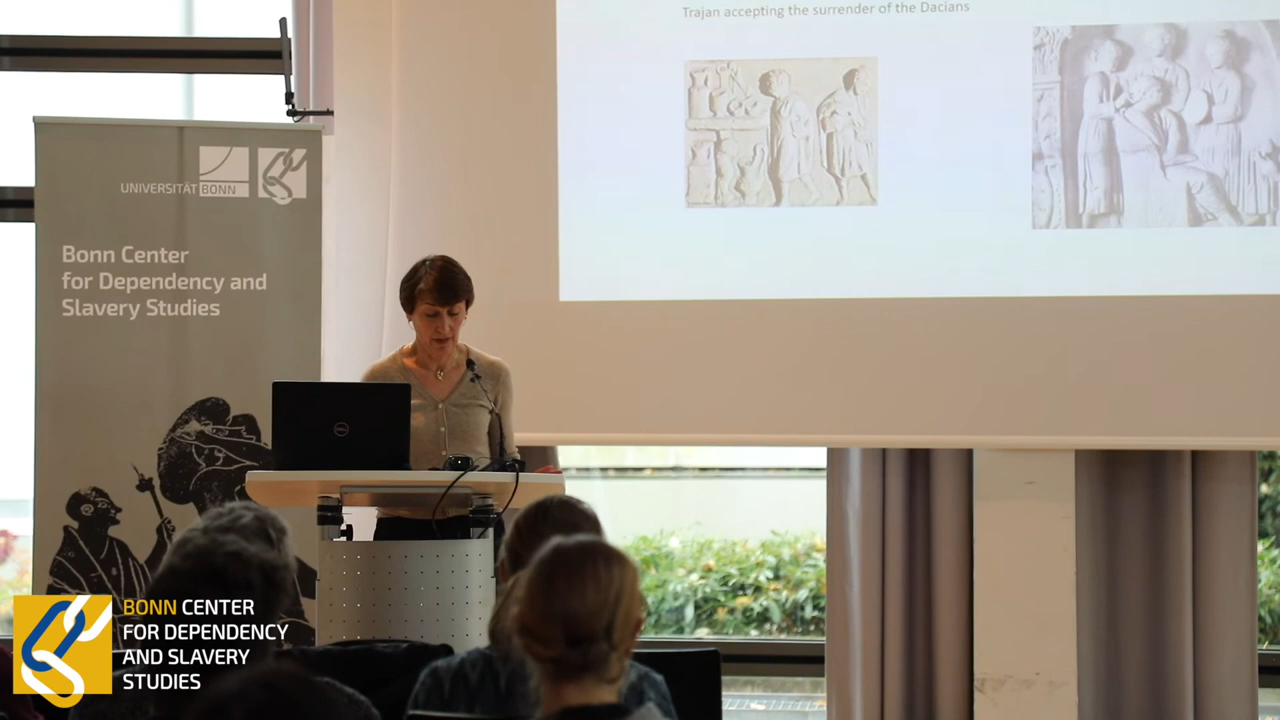 Trajan accepting the surrender of the Dacians
UNIVERSITÄT BONN
Bonn Center
for Dependency and
Slavery Studies
DELL
BONN CENTER
FOR DEPENDENCY
AND SLAVERY
STUDIES